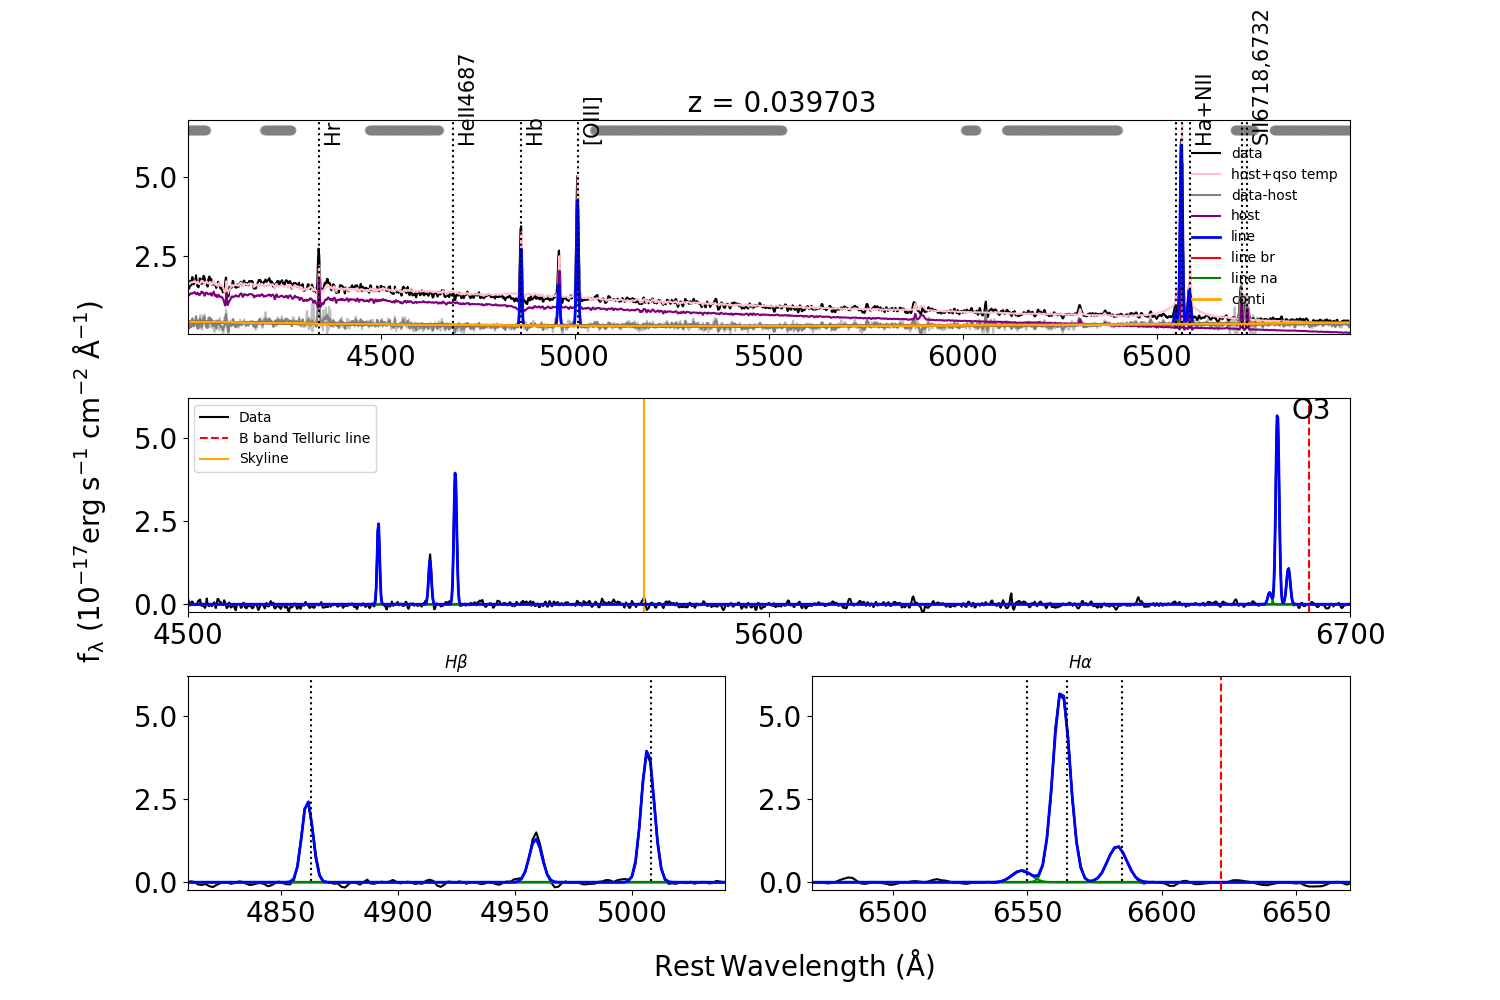 z = 0.039703
Hr
HeII4687
Hb
[OIII]
Ha+NII
SII6718,6732
data
host+qso temp
data-host
host
line
line br
line na
conti
5.0
2.5
4500 5000 5500 6000 6500
Data
B band Telluric line
Skyline
O3
5.0
2.5
0.0
4500 5600 6700
fλ (10⁻¹⁷erg s⁻¹ cm⁻² Å⁻¹)
Hβ
5.0
2.5
0.0
4850 4900 4950 5000
Hα
5.0
2.5
0.0
6500 6550 6600 6650
Rest Wavelength (Å)